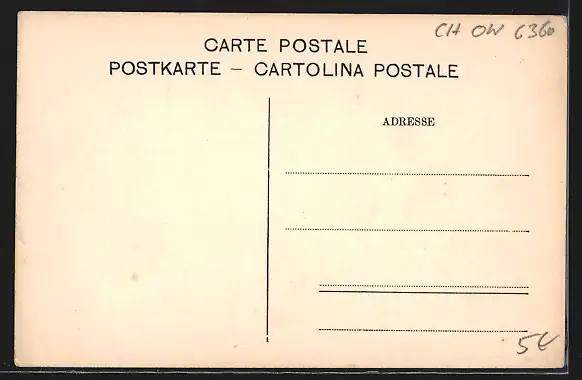 CH OW 6360
CARTE POSTALE
POSTKARTE – CARTOLINA POSTALE
ADRESSE
5€